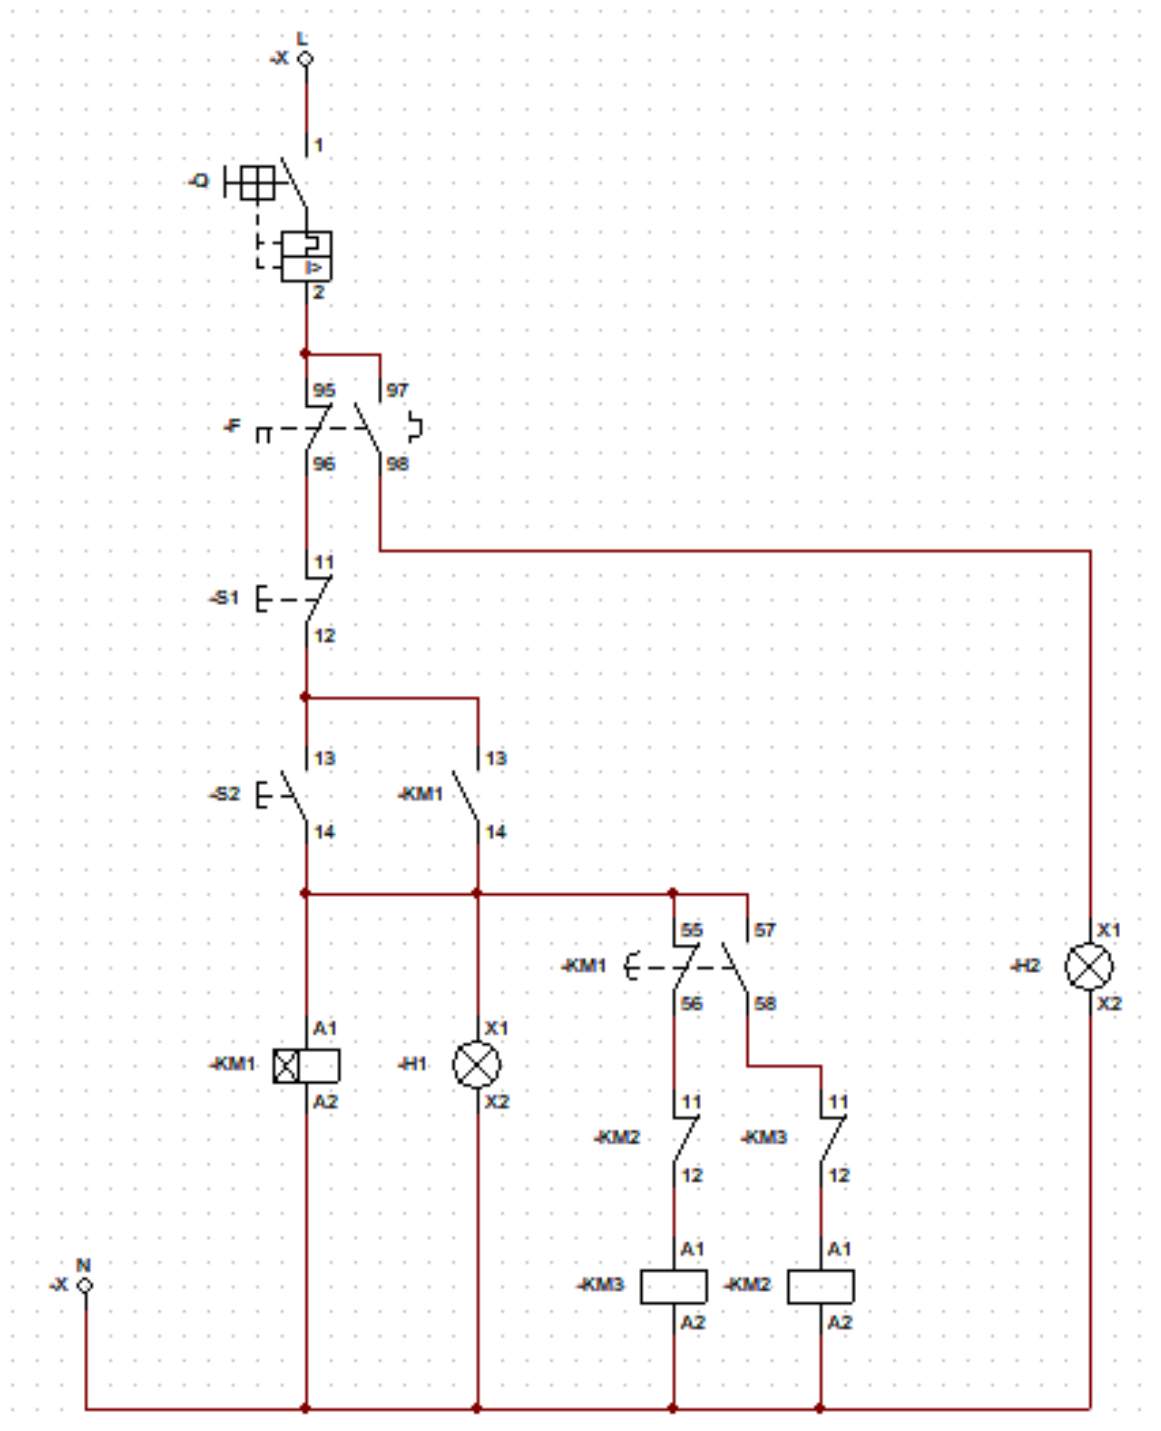 L
-X
1
-Q
I>
2
95 97
-F
96 98
11
-S1
12
13 13
-S2 -KM1
14 14
55 57 X1
-KM1 -H2
56 58 X2
A1 X1
-KM1 -H1
A2 X2
11 11
-KM2 -KM3
12 12
A1 A1
N
-X -KM3 -KM2
A2 A2